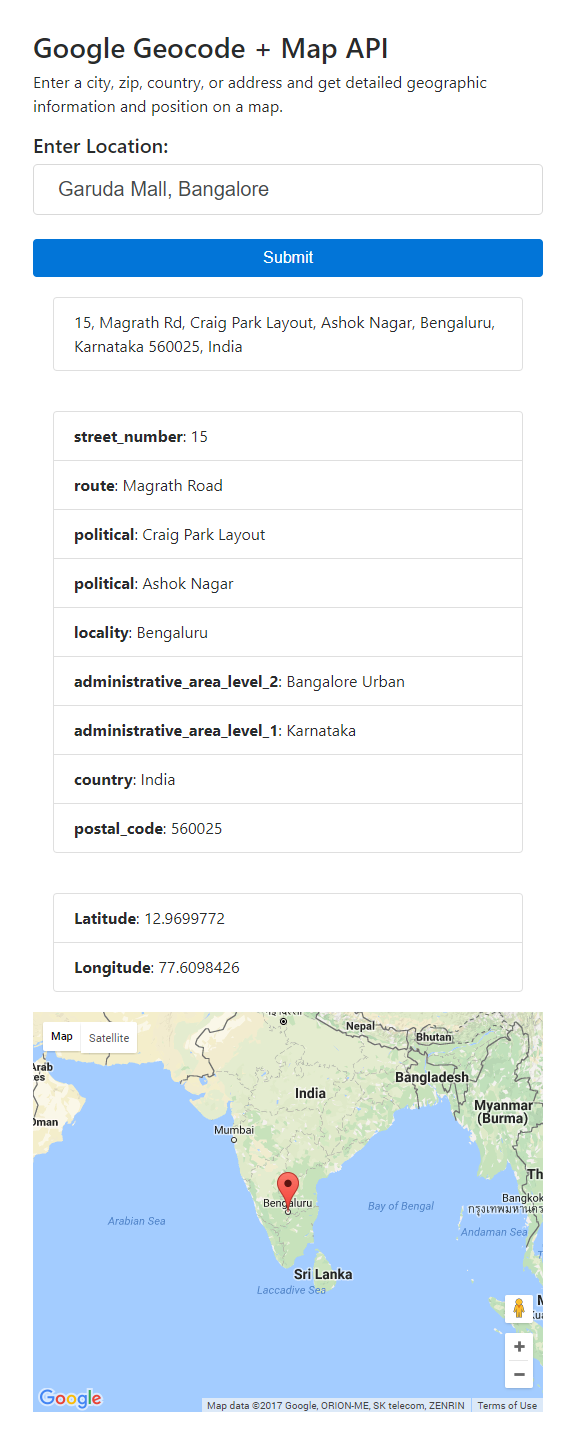 Google Geocode + Map API
Enter a city, zip, country, or address and get detailed geographic
information and position on a map.
Enter Location:
Garuda Mall, Bangalore
Submit
15, Magrath Rd, Craig Park Layout, Ashok Nagar, Bengaluru,
Karnataka 560025, India
street_number: 15
route: Magrath Road
political: Craig Park Layout
political: Ashok Nagar
locality: Bengaluru
administrative_area_level_2: Bangalore Urban
administrative_area_level_1: Karnataka
country: India
postal_code: 560025
Latitude: 12.9699772
Longitude: 77.6098426
Map Satellite
Nepal
Bhutan
Arab
es
Bangladesh
India
Myanmar
(Burma)
Oman
Mumbai
Th
Bengaluru
Bangkok
กรุงเทพมหานคร
Bay of Bengal
Arabian Sea
Andaman Sea
Sri Lanka
Laccadive Sea
+
−
Google
Map data ©2017 Google, ORION-ME, SK telecom, ZENRIN
Terms of Use